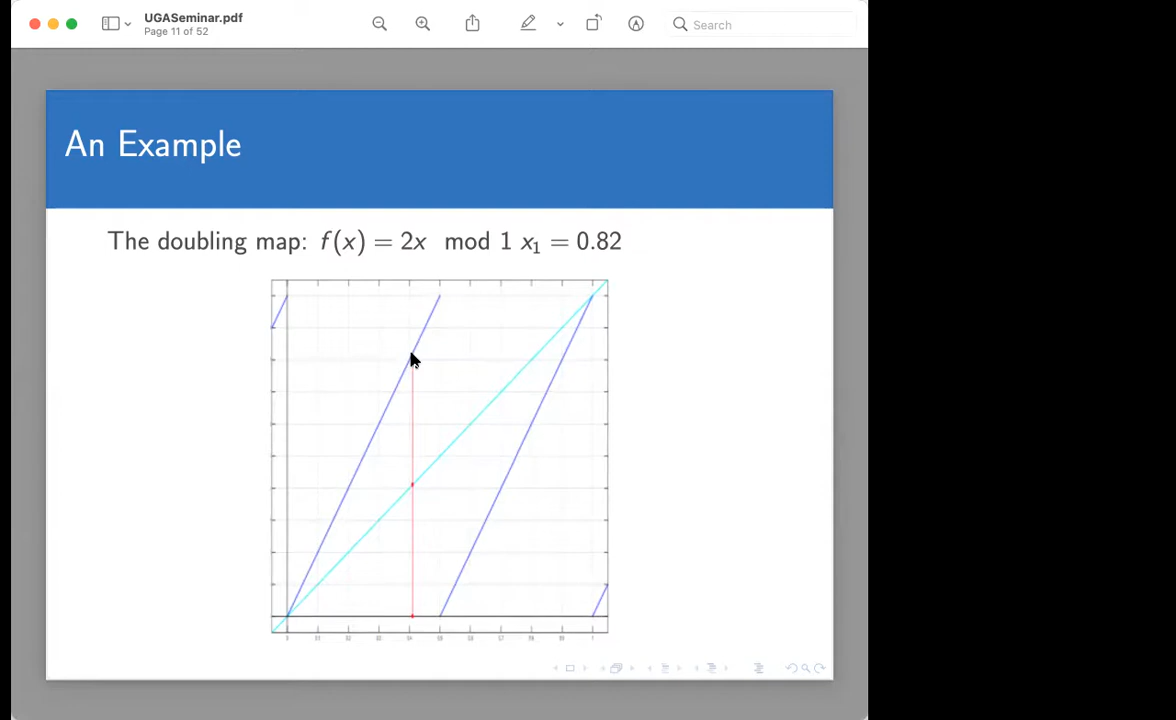 UGASeminar.pdf
Page 11 of 52
Search
An Example
The doubling map: f(x) = 2x mod 1 x₁ = 0.82